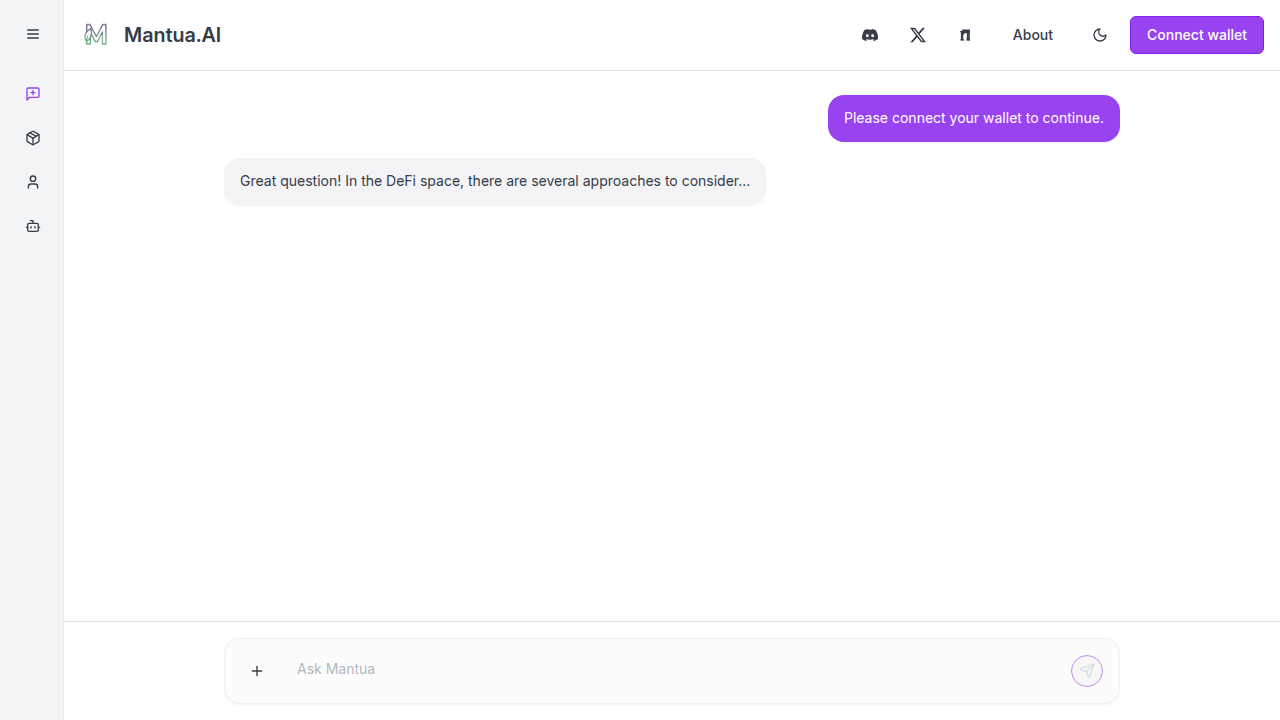 Mantua.AI
About
Connect wallet
Please connect your wallet to continue.
Great question! In the DeFi space, there are several approaches to consider...
Ask Mantua